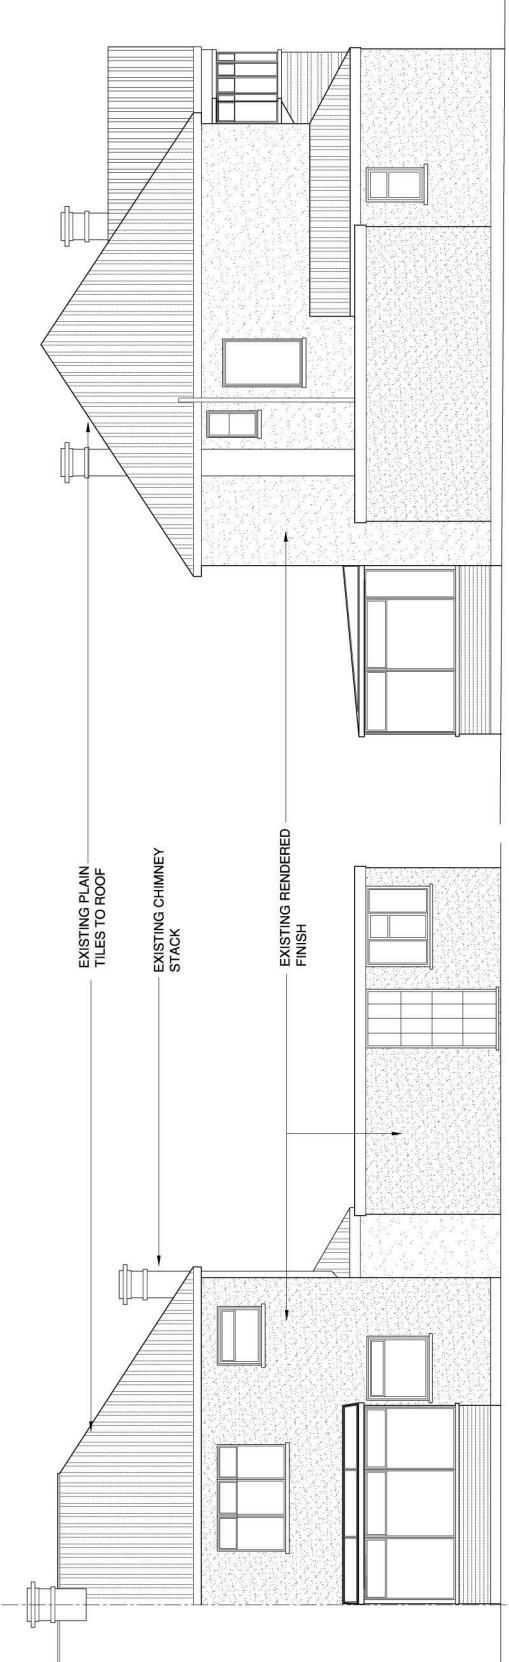 EXISTING PLAIN
TILES TO ROOF
EXISTING CHIMNEY
STACK
EXISTING RENDERED
FINISH